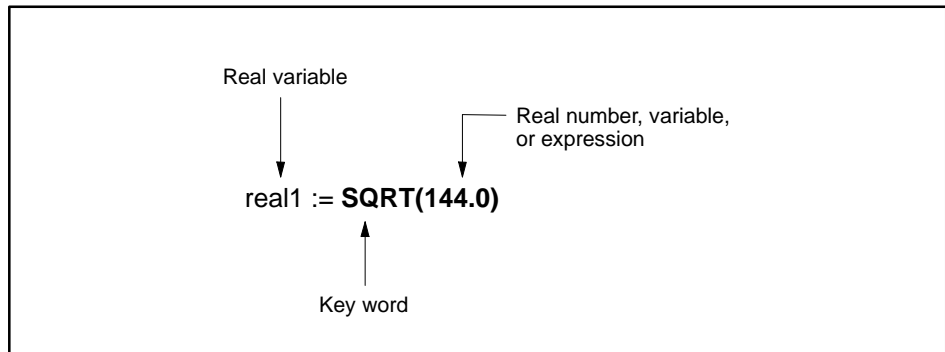 Real variable
Real number, variable,
or expression
real1 := SQRT(144.0)
Key word